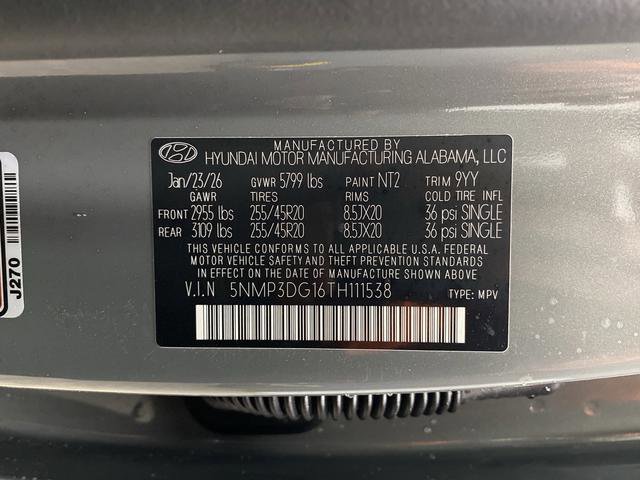 MANUFACTURED BY
HYUNDAI MOTOR MANUFACTURING ALABAMA, LLC
Jan/23/26 GVWR 5799 lbs PAINT NT2 TRIM 9YY
GAWR TIRES RIMS COLD TIRE INFL
FRONT 2955 lbs 255/45R20 8.5JX20 36 psi SINGLE
REAR 3109 lbs 255/45R20 8.5JX20 36 psi SINGLE
THIS VEHICLE CONFORMS TO ALL APPLICABLE U.S.A. FEDERAL
MOTOR VEHICLE SAFETY AND THEFT PREVENTION STANDARDS
IN EFFECT ON THE DATE OF MANUFACTURE SHOWN ABOVE.
V.I.N 5NMP3DG16TH111538 TYPE: MPV
J270